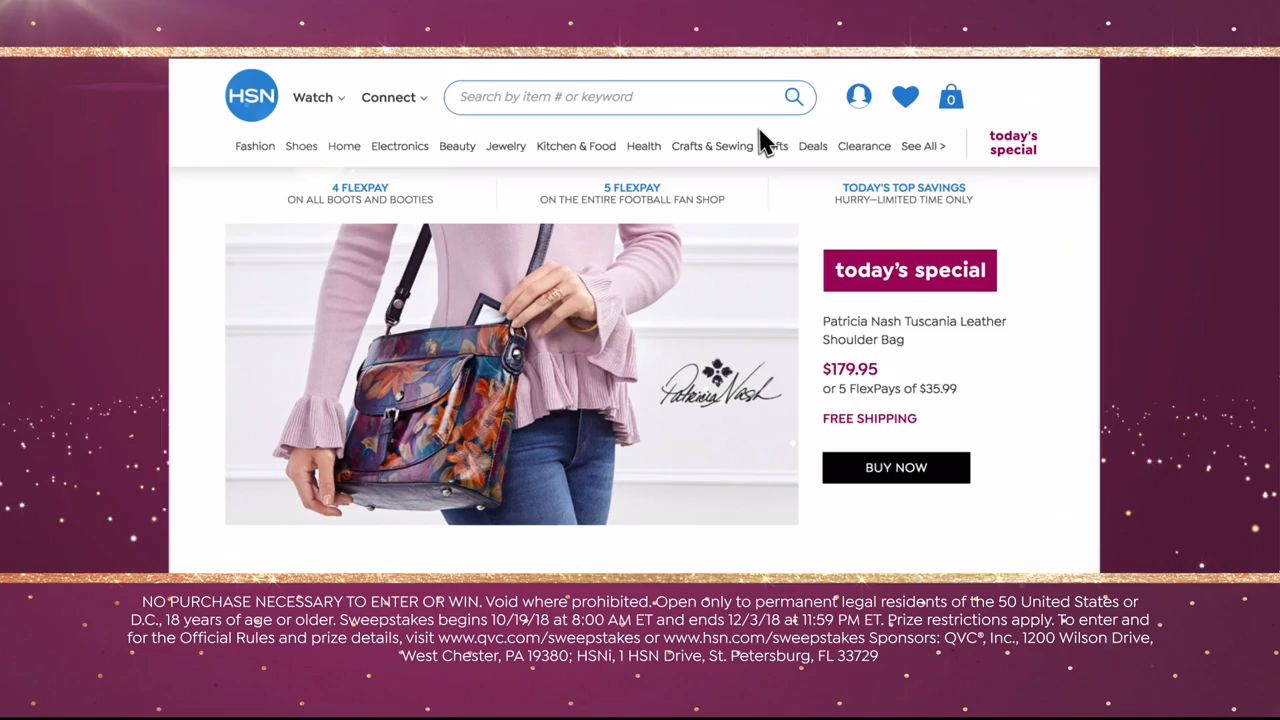 HSN
Watch
Connect
Search by item # or keyword
0
Fashion
Shoes
Home
Electronics
Beauty
Jewelry
Kitchen & Food
Health
Crafts & Sewing
Deals
Clearance
See All >
today's
special
4 FLEXPAY
ON ALL BOOTS AND BOOTIES
5 FLEXPAY
ON THE ENTIRE FOOTBALL FAN SHOP
TODAY'S TOP SAVINGS
HURRY—LIMITED TIME ONLY
Patricia Nash
today's special
Patricia Nash Tuscania Leather
Shoulder Bag
$179.95
or 5 FlexPays of $35.99
FREE SHIPPING
BUY NOW
NO PURCHASE NECESSARY TO ENTER OR WIN. Void where prohibited. Open only to permanent legal residents of the 50 United States or
D.C., 18 years of age or older. Sweepstakes begins 10/19/18 at 8:00 AM ET and ends 12/3/18 at 11:59 PM ET. Prize restrictions apply. To enter and
for the Official Rules and prize details, visit www.qvc.com/sweepstakes or www.hsn.com/sweepstakes Sponsors: QVC®, Inc., 1200 Wilson Drive,
West Chester, PA 19380; HSNi, 1 HSN Drive, St. Petersburg, FL 33729